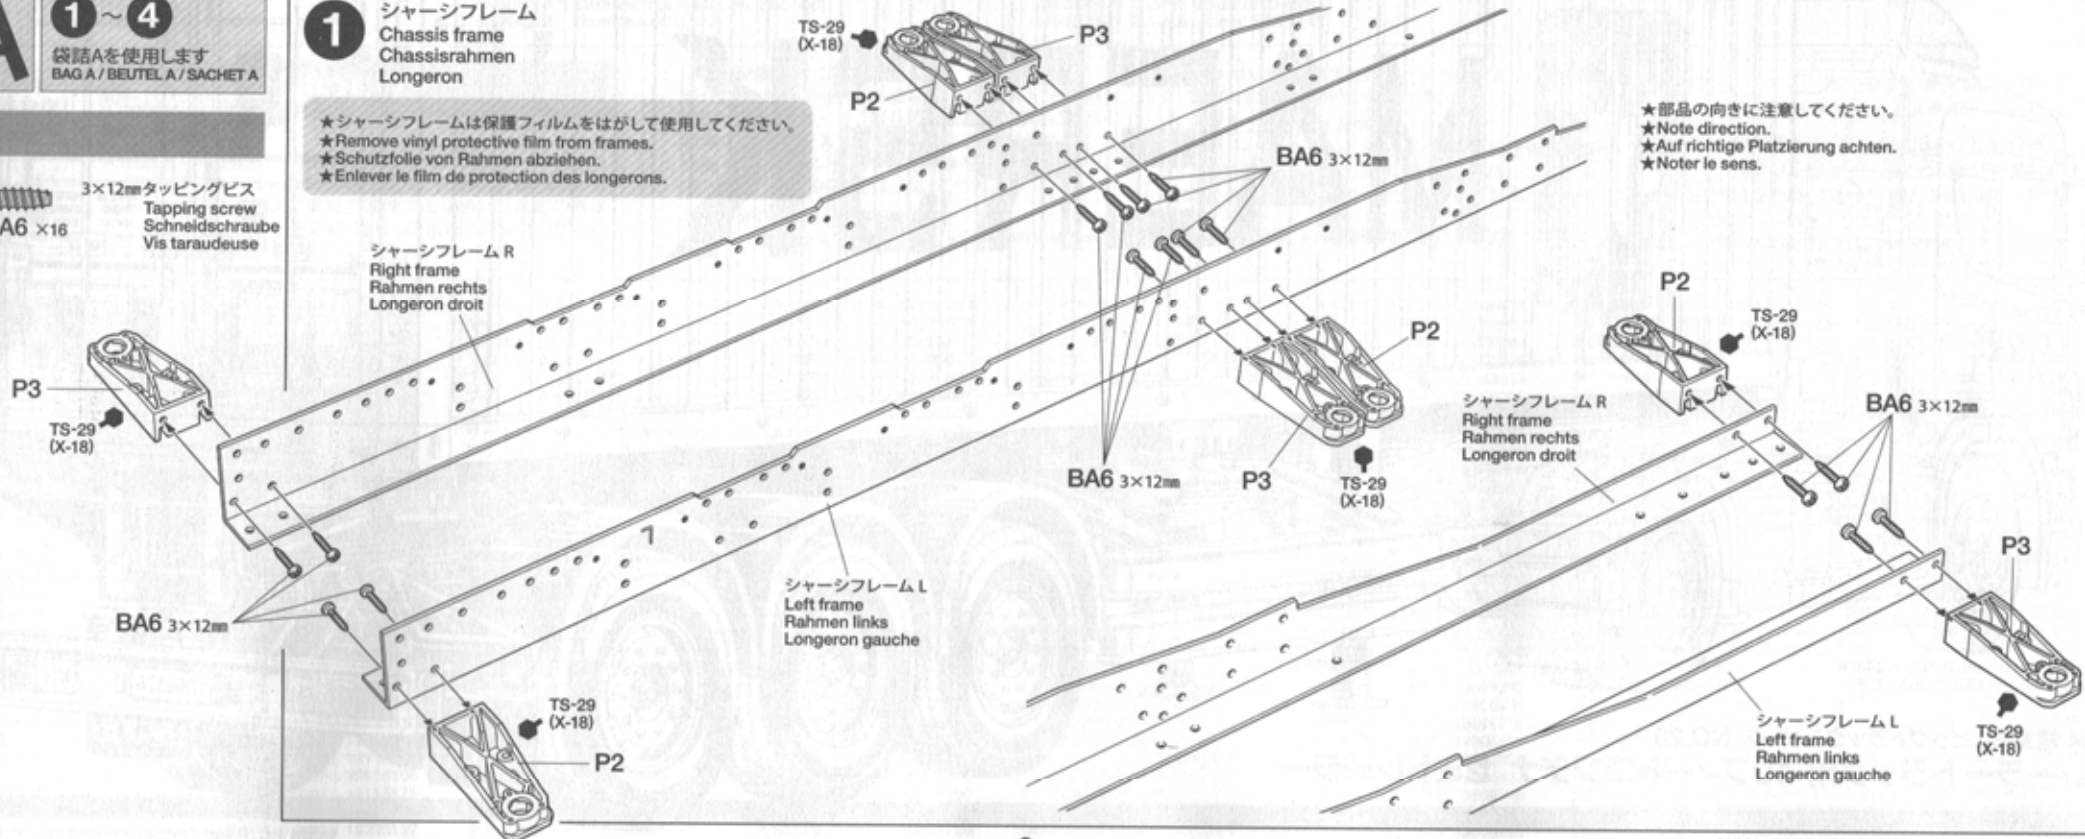 A
1 ~ 4
袋詰Aを使用します
BAG A / BEUTEL A / SACHET A
3×12㎜タッピングビス
Tapping screw
Schneidschraube
Vis taraudeuse
A6 ×16
1
シャーシフレーム
Chassis frame
Chassisrahmen
Longeron
★シャーシフレームは保護フィルムをはがして使用してください。
★Remove vinyl protective film from frames.
★Schutzfolie von Rahmen abziehen.
★Enlever le film de protection des longerons.
TS-29
(X-18)
P3
P2
BA6 3×12㎜
★部品の向きに注意してください。
★Note direction.
★Auf richtige Platzierung achten.
★Noter le sens.
シャーシフレーム R
Right frame
Rahmen rechts
Longeron droit
P3
TS-29
(X-18)
BA6 3×12㎜
シャーシフレーム L
Left frame
Rahmen links
Longeron gauche
TS-29
(X-18)
P2
BA6 3×12㎜
P2
P3
TS-29
(X-18)
P2
TS-29
(X-18)
シャーシフレーム R
Right frame
Rahmen rechts
Longeron droit
BA6 3×12㎜
P3
TS-29
(X-18)
シャーシフレーム L
Left frame
Rahmen links
Longeron gauche